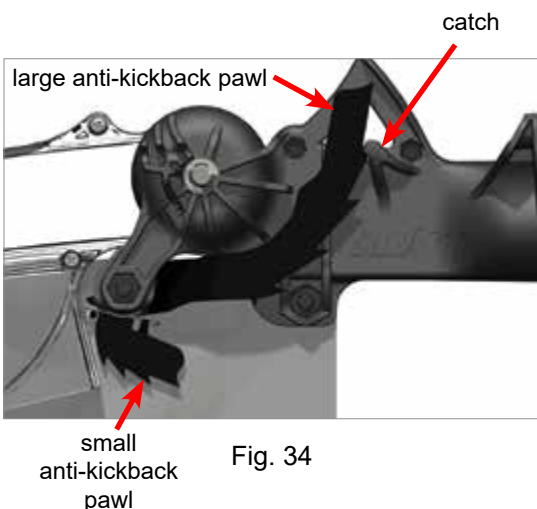 catch
large anti-kickback pawl
small
anti-kickback
pawl
Fig. 34